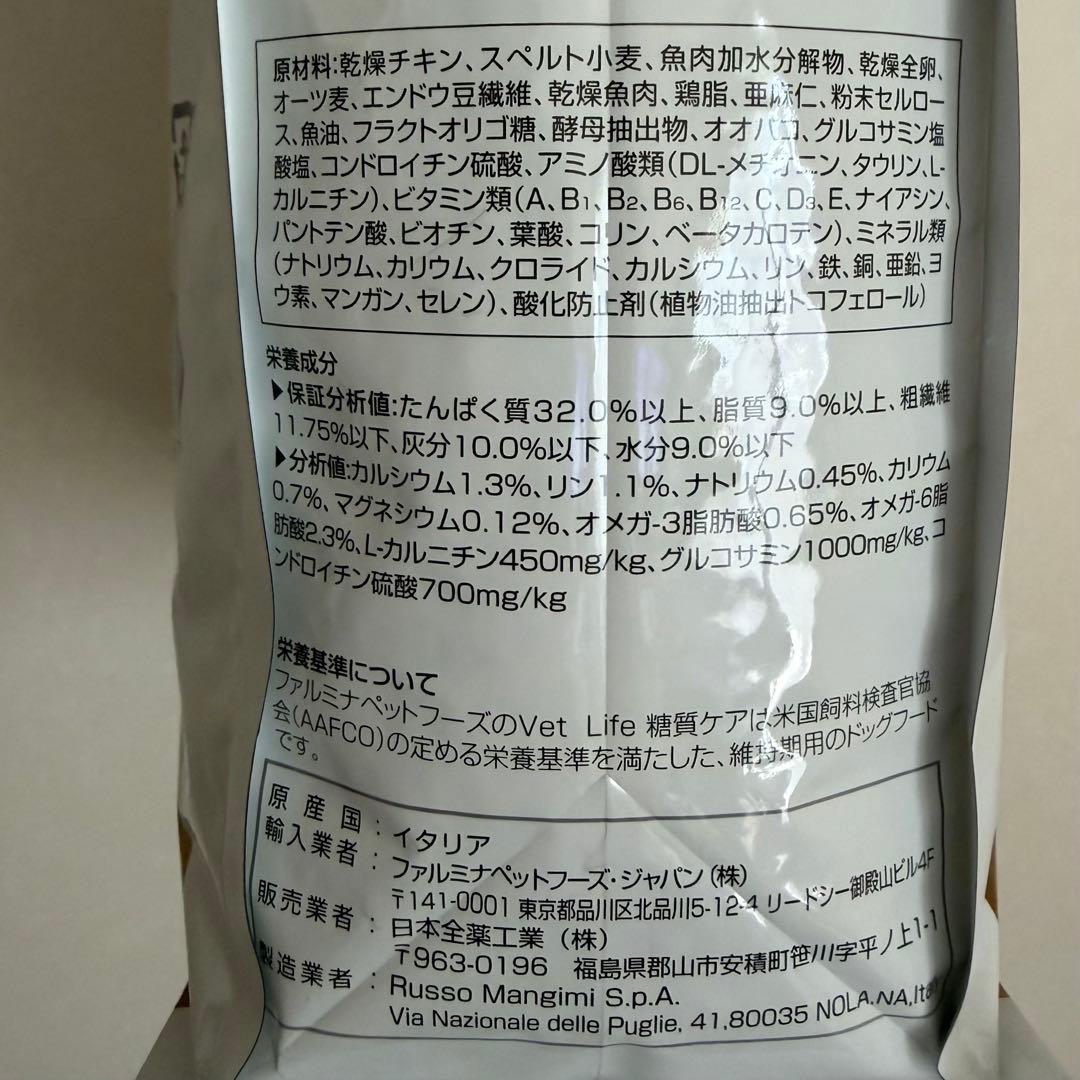 原材料:乾燥チキン、スペルト小麦、魚肉加水分解物、乾燥全卵、
オーツ麦、エンドウ豆繊維、乾燥魚肉、鶏脂、亜麻仁、粉末セルロー
ス、魚油、フラクトオリゴ糖、酵母抽出物、オオバコ、グルコサミン塩
酸塩、コンドロイチン硫酸、アミノ酸類(DL-メチオニン、タウリン、L-
カルニチン)、ビタミン類(A、B1、B2、B6、B12、C、D3、E、ナイアシン、
パントテン酸、ビオチン、葉酸、コリン、ベータカロテン)、ミネラル類
(ナトリウム、カリウム、クロライド、カルシウム、リン、鉄、銅、亜鉛、ヨ
ウ素、マンガン、セレン)、酸化防止剤(植物油抽出トコフェロール)
栄養成分
▶保証分析値:たんぱく質32.0%以上、脂質9.0%以上、粗繊維
11.75%以下、灰分10.0%以下、水分9.0%以下
▶分析値:カルシウム1.3%、リン1.1%、ナトリウム0.45%、カリウム
0.7%、マグネシウム0.12%、オメガ-3脂肪酸0.65%、オメガ-6脂
肪酸2.3%、L-カルニチン450mg/kg、グルコサミン1000mg/kg、コ
ンドロイチン硫酸700mg/kg
栄養基準について
ファルミナペットフーズのVet Life 糖質ケアは米国飼料検査官協
会(AAFCO)の定める栄養基準を満たした、維持期用のドッグフード
です。
原産国:イタリア
輸入業者:ファルミナペットフーズ・ジャパン(株)
〒141-0001 東京都品川区北品川5-12-4 リードシー御殿山ビル4F
販売業者:日本全薬工業(株)
〒963-0196 福島県郡山市安積町笹川字平ノ上1-1
製造業者:Russo Mangimi S.p.A.
Via Nazionale delle Puglie, 41,80035 NOLA,NA,